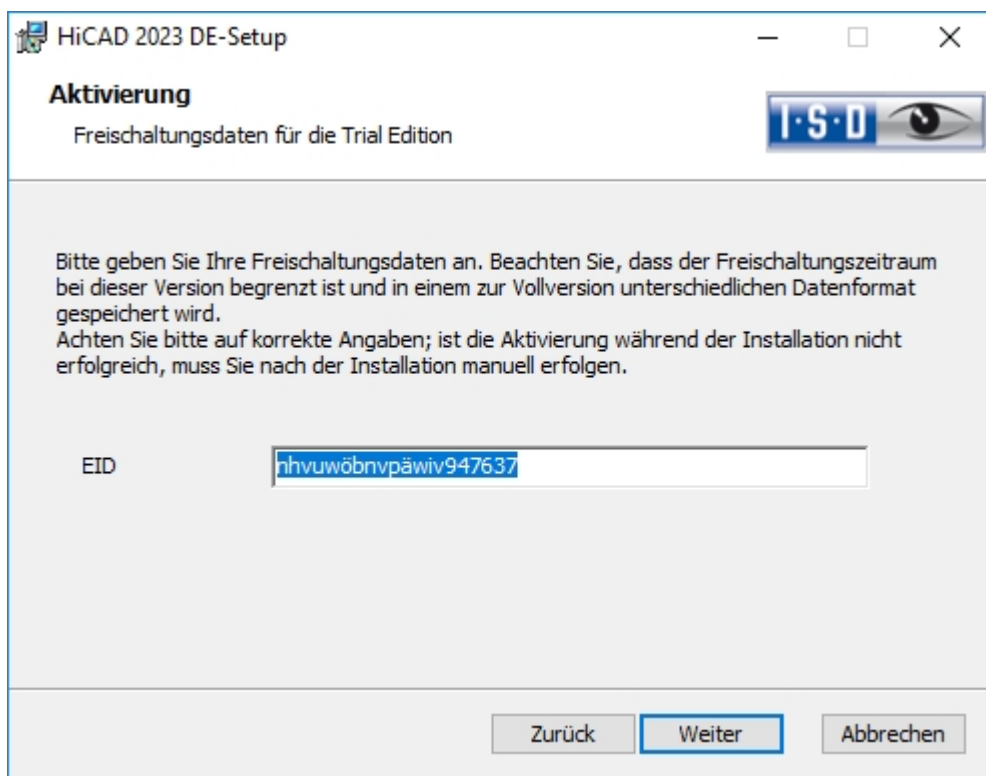 HiCAD 2023 DE-Setup
Aktivierung
Freischaltungsdaten für die Trial Edition
I·S·D
Bitte geben Sie Ihre Freischaltungsdaten an. Beachten Sie, dass der Freischaltungszeitraum
bei dieser Version begrenzt ist und in einem zur Vollversion unterschiedlichen Datenformat
gespeichert wird.
Achten Sie bitte auf korrekte Angaben; ist die Aktivierung während der Installation nicht
erfolgreich, muss Sie nach der Installation manuell erfolgen.
EID nhvuwöbnvpäwiv947637
Zurück Weiter Abbrechen